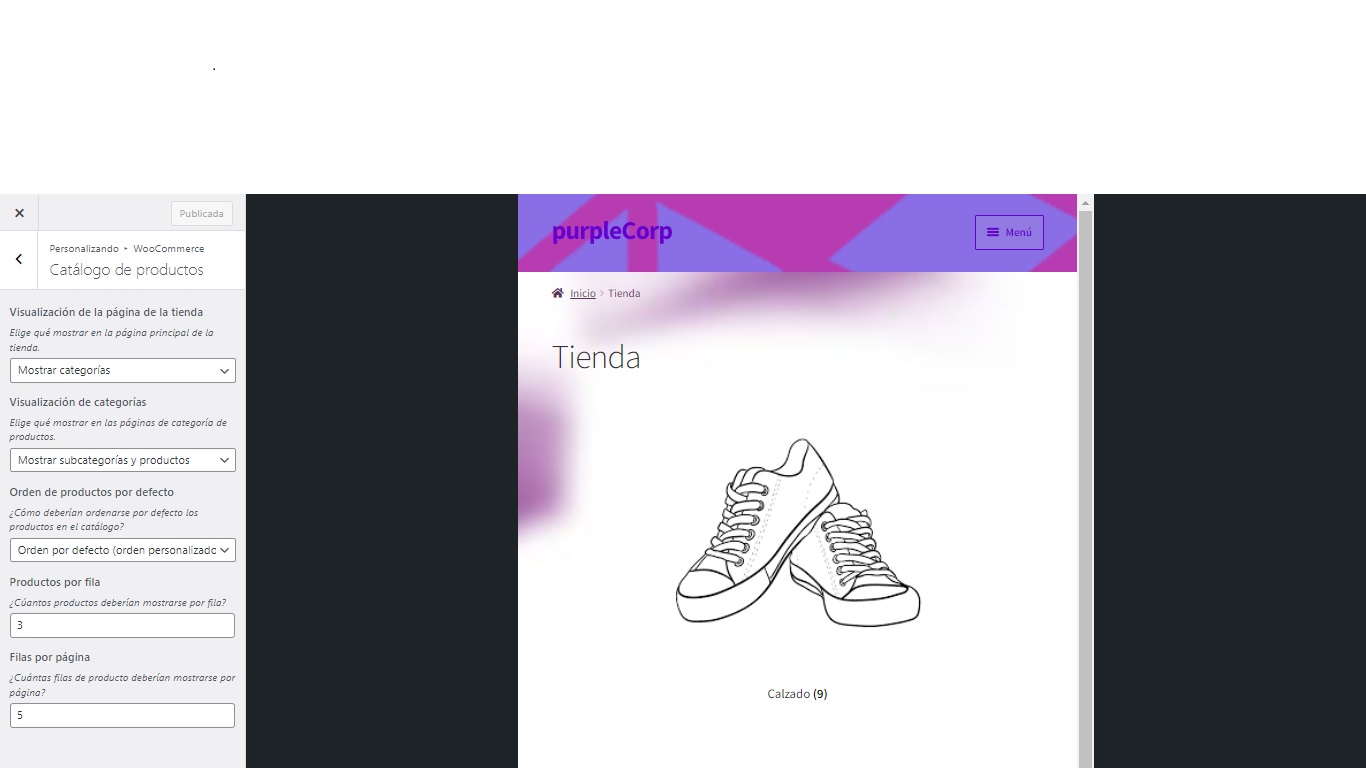 .
Publicada
Personalizando ▸ WooCommerce
Catálogo de productos
Visualización de la página de la tienda
Elige qué mostrar en la página principal de la
tienda.
Mostrar categorías
Visualización de categorías
Elige qué mostrar en las páginas de categoría de
productos.
Mostrar subcategorías y productos
Orden de productos por defecto
¿Cómo deberían ordenarse por defecto los
productos en el catálogo?
Orden por defecto (orden personalizado
Productos por fila
¿Cúantos productos deberían mostrarse por fila?
3
Filas por página
¿Cuántas filas de producto deberían mostrarse por
página?
5
purpleCorp
Menú
Inicio › Tienda
Tienda
Calzado (9)